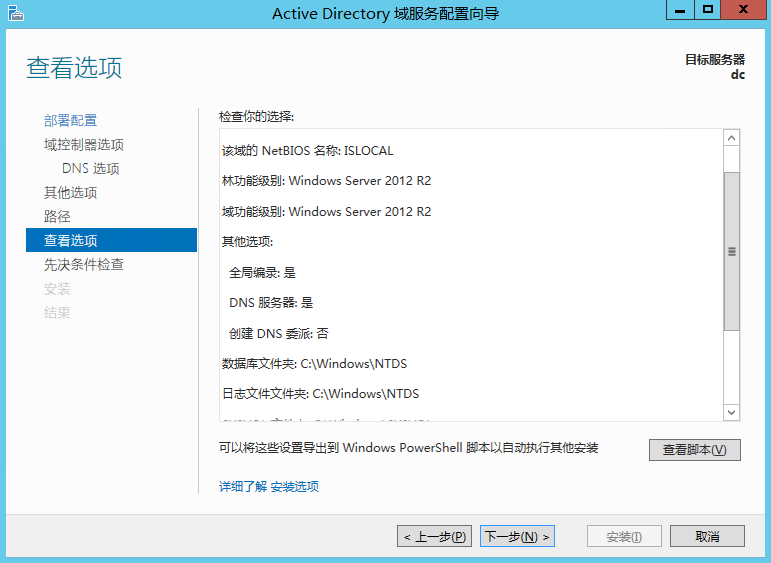 Active Directory 域服务配置向导
查看选项
目标服务器
dc
部署配置
域控制器选项
DNS 选项
其他选项
路径
查看选项
先决条件检查
安装
结果
检查你的选择:
该域的 NetBIOS 名称: ISLOCAL
林功能级别: Windows Server 2012 R2
域功能级别: Windows Server 2012 R2
其他选项:
全局编录: 是
DNS 服务器: 是
创建 DNS 委派: 否
数据库文件夹: C:\Windows\NTDS
日志文件文件夹: C:\Windows\NTDS
可以将这些设置导出到 Windows PowerShell 脚本以自动执行其他安装
查看脚本(V)
详细了解 安装选项
< 上一步(P)
下一步(N) >
安装(I)
取消